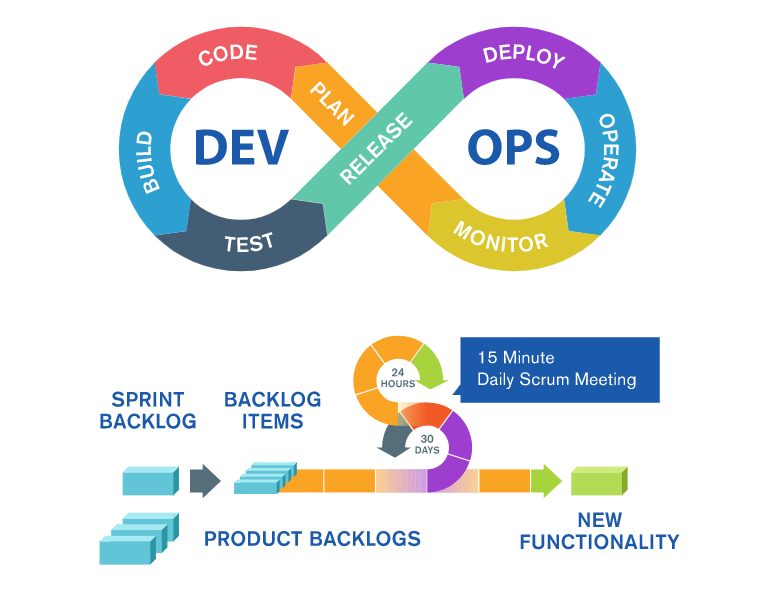 CODE
PLAN
BUILD
DEV
TEST
RELEASE
DEPLOY
OPERATE
OPS
MONITOR
24
HOURS
15 Minute
Daily Scrum Meeting
SPRINT
BACKLOG
BACKLOG
ITEMS
30
DAYS
PRODUCT BACKLOGS
NEW
FUNCTIONALITY